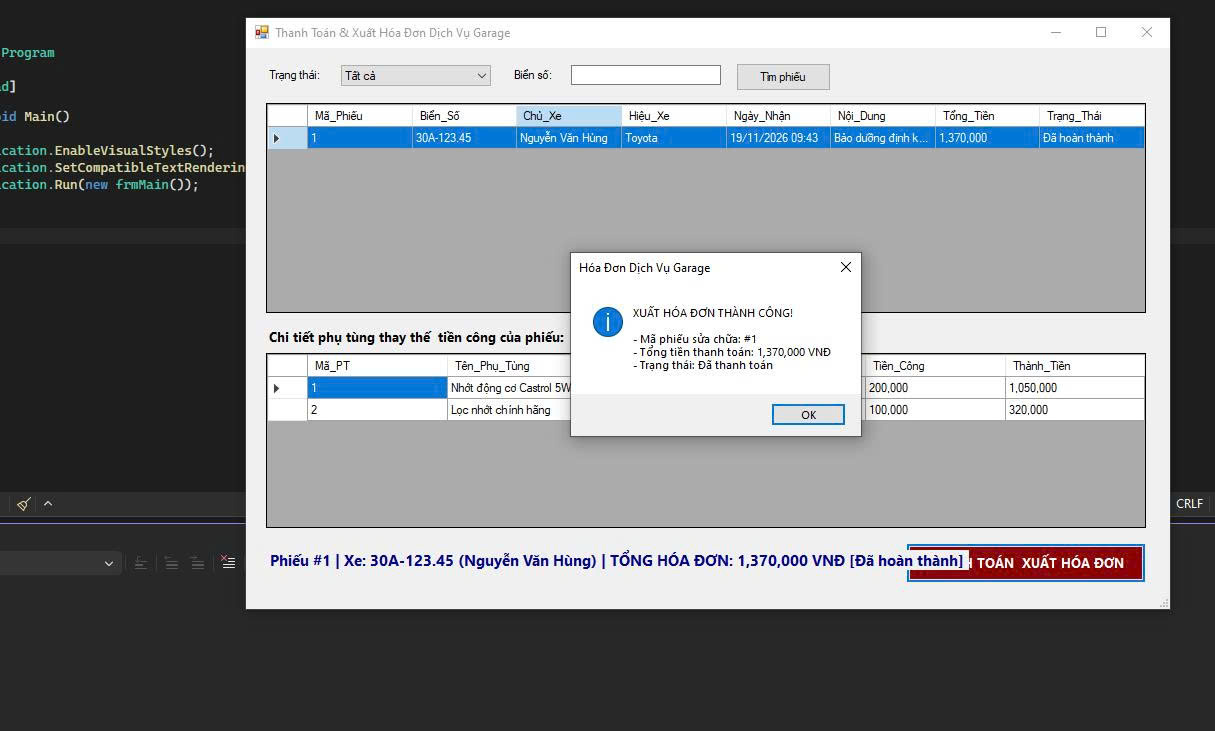 Program
d]
id Main()
cation.EnableVisualStyles();
cation.SetCompatibleTextRenderin
cation.Run(new frmMain());
Thanh Toán & Xuất Hóa Đơn Dịch Vụ Garage
Trạng thái: Tất cả Biển số: Tìm phiếu
Mã_Phiếu Biển_Số Chủ_Xe Hiệu_Xe Ngày_Nhận Nội_Dung Tổng_Tiền Trạng_Thái
1 30A-123.45 Nguyễn Văn Hùng Toyota 19/11/2026 09:43 Bảo dưỡng định k... 1,370,000 Đã hoàn thành
Hóa Đơn Dịch Vụ Garage
XUẤT HÓA ĐƠN THÀNH CÔNG!
- Mã phiếu sửa chữa: #1
- Tổng tiền thanh toán: 1,370,000 VNĐ
- Trạng thái: Đã thanh toán
OK
Chi tiết phụ tùng thay thế tiền công của phiếu:
Mã_PT Tên_Phụ_Tùng Tiền_Công Thành_Tiền
1 Nhớt động cơ Castrol 5W 200,000 1,050,000
2 Lọc nhớt chính hãng 100,000 320,000
Phiếu #1 | Xe: 30A-123.45 (Nguyễn Văn Hùng) | TỔNG HÓA ĐƠN: 1,370,000 VNĐ [Đã hoàn thành] H TOÁN XUẤT HÓA ĐƠN
CRLF